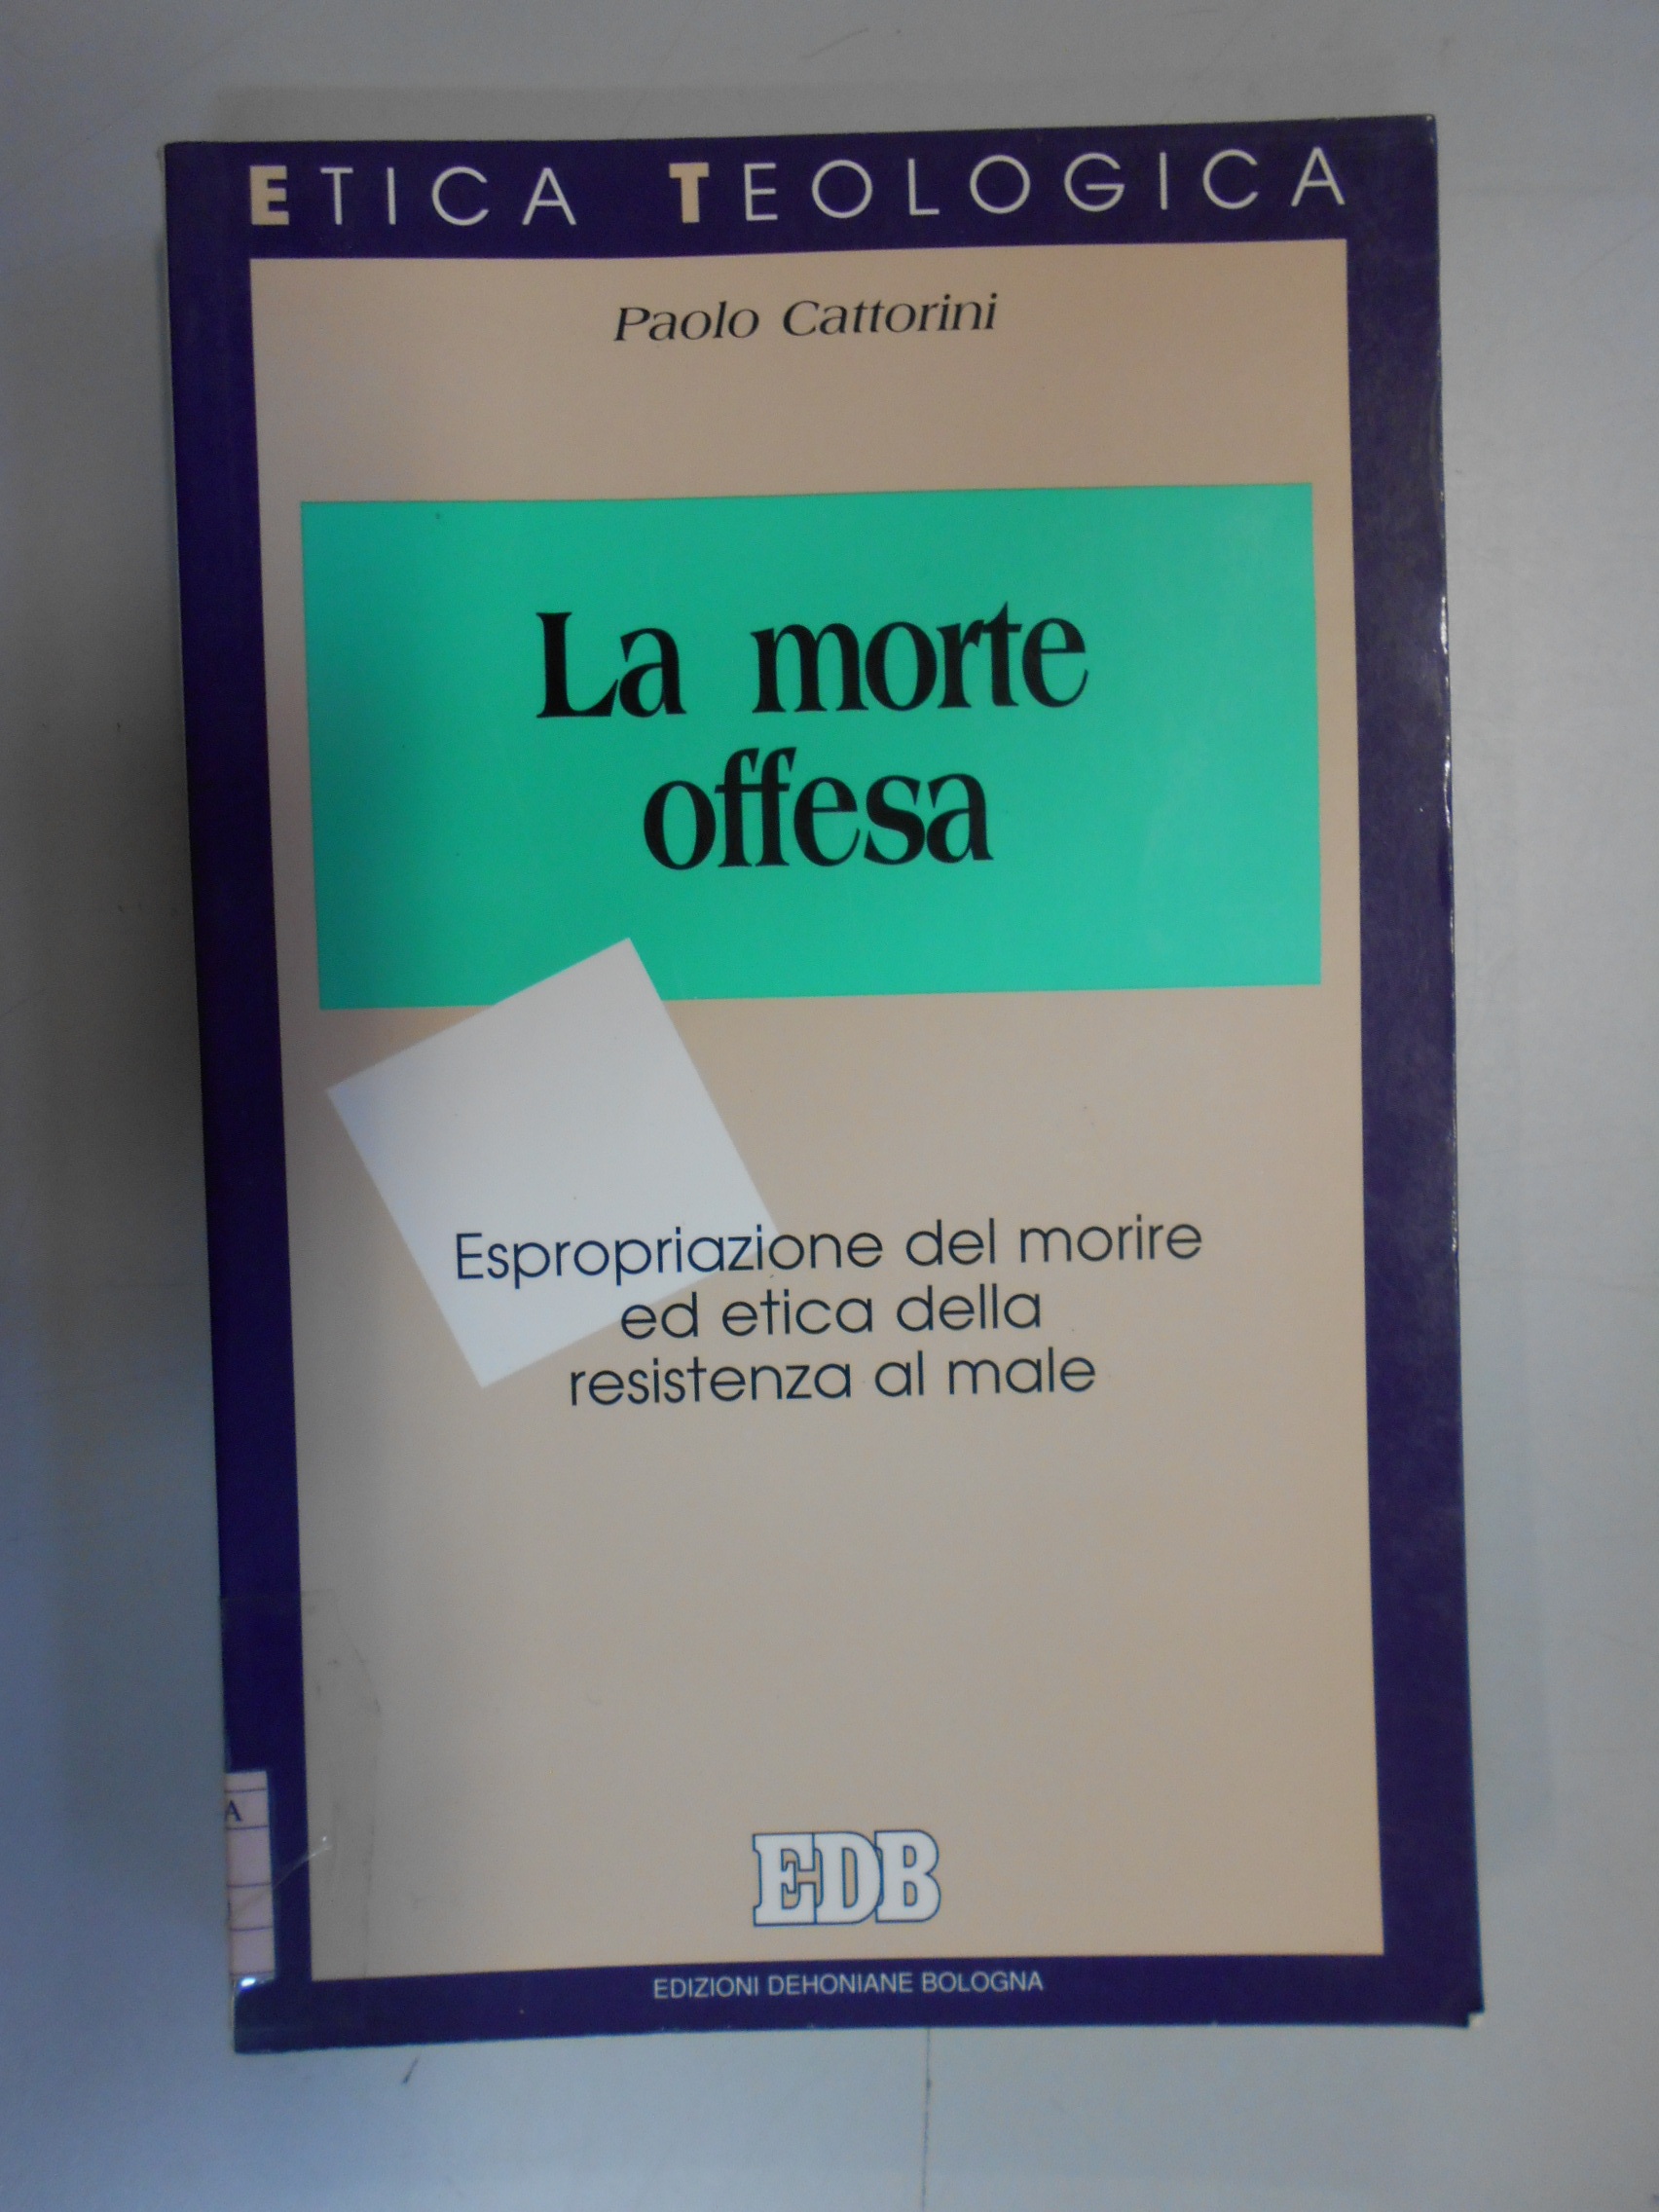 ETICA TEOLOGICA
Paolo Cattorini
La morte
offesa
Espropriazione del morire
ed etica della
resistenza al male
A
EDB
EDIZIONI DEHONIANE BOLOGNA